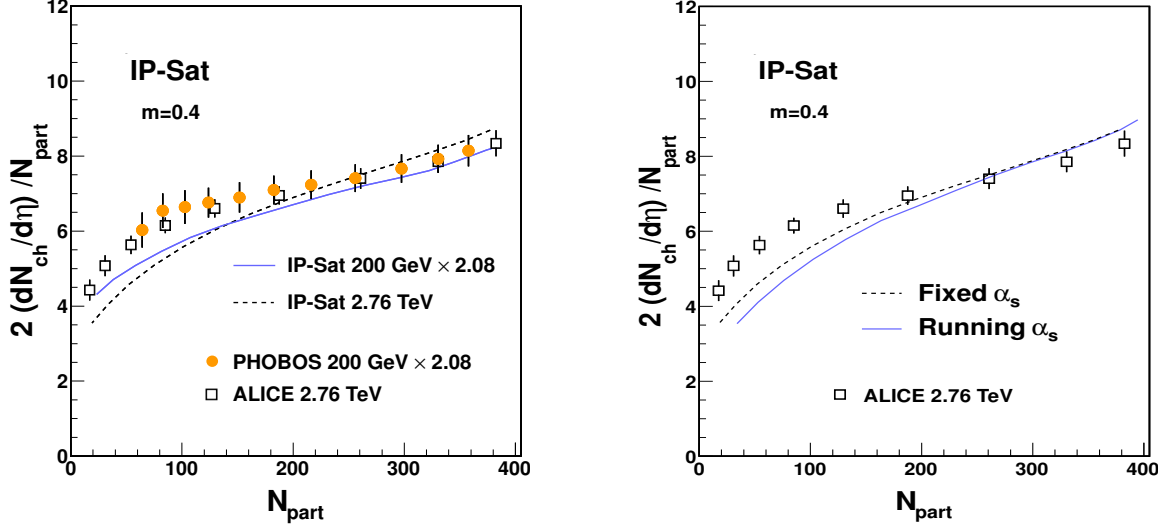 IP-Sat
m=0.4
2 (dN_ch/dη) /N_part
12
10
8
6
4
2
0
IP-Sat 200 GeV × 2.08
IP-Sat 2.76 TeV
PHOBOS 200 GeV × 2.08
ALICE 2.76 TeV
0 100 200 300 400
N_part
IP-Sat
m=0.4
2 (dN_ch/dη) /N_part
12
10
8
6
4
2
0
Fixed α_s
Running α_s
ALICE 2.76 TeV
0 100 200 300 400
N_part